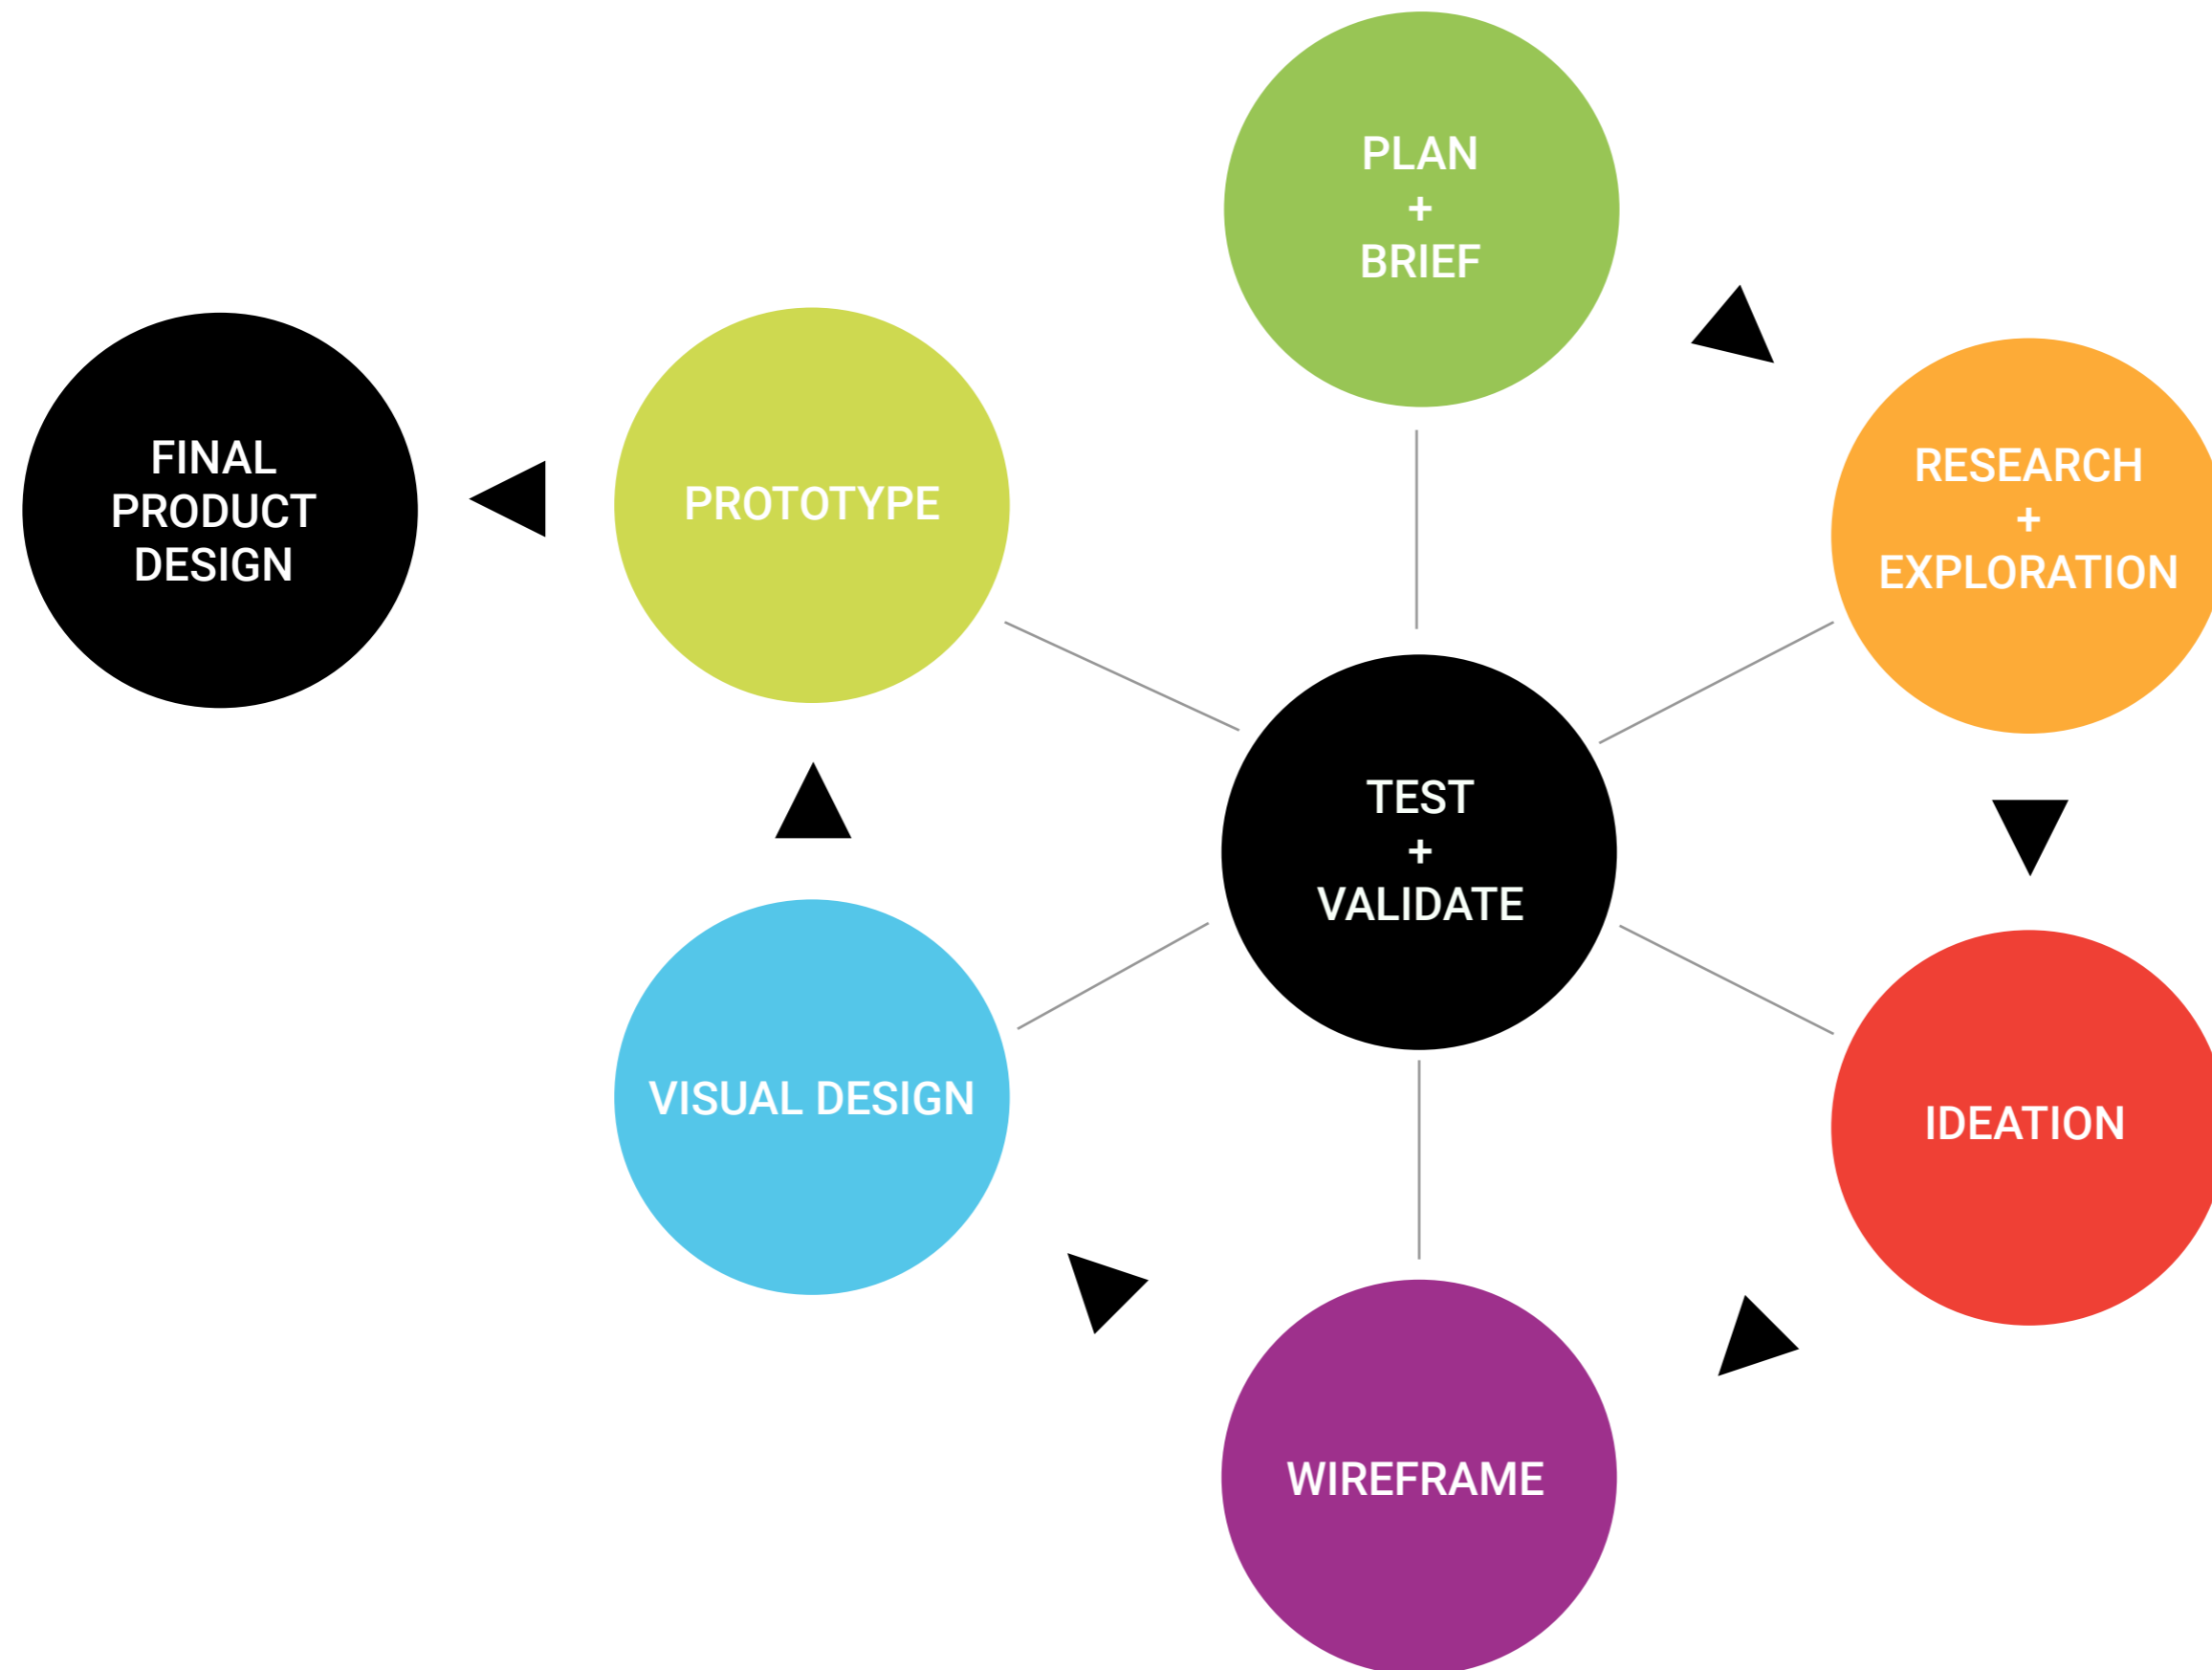 PLAN
+
BRIEF
RESEARCH
+
EXPLORATION
IDEATION
WIREFRAME
VISUAL DESIGN
PROTOTYPE
FINAL
PRODUCT
DESIGN
TEST
+
VALIDATE